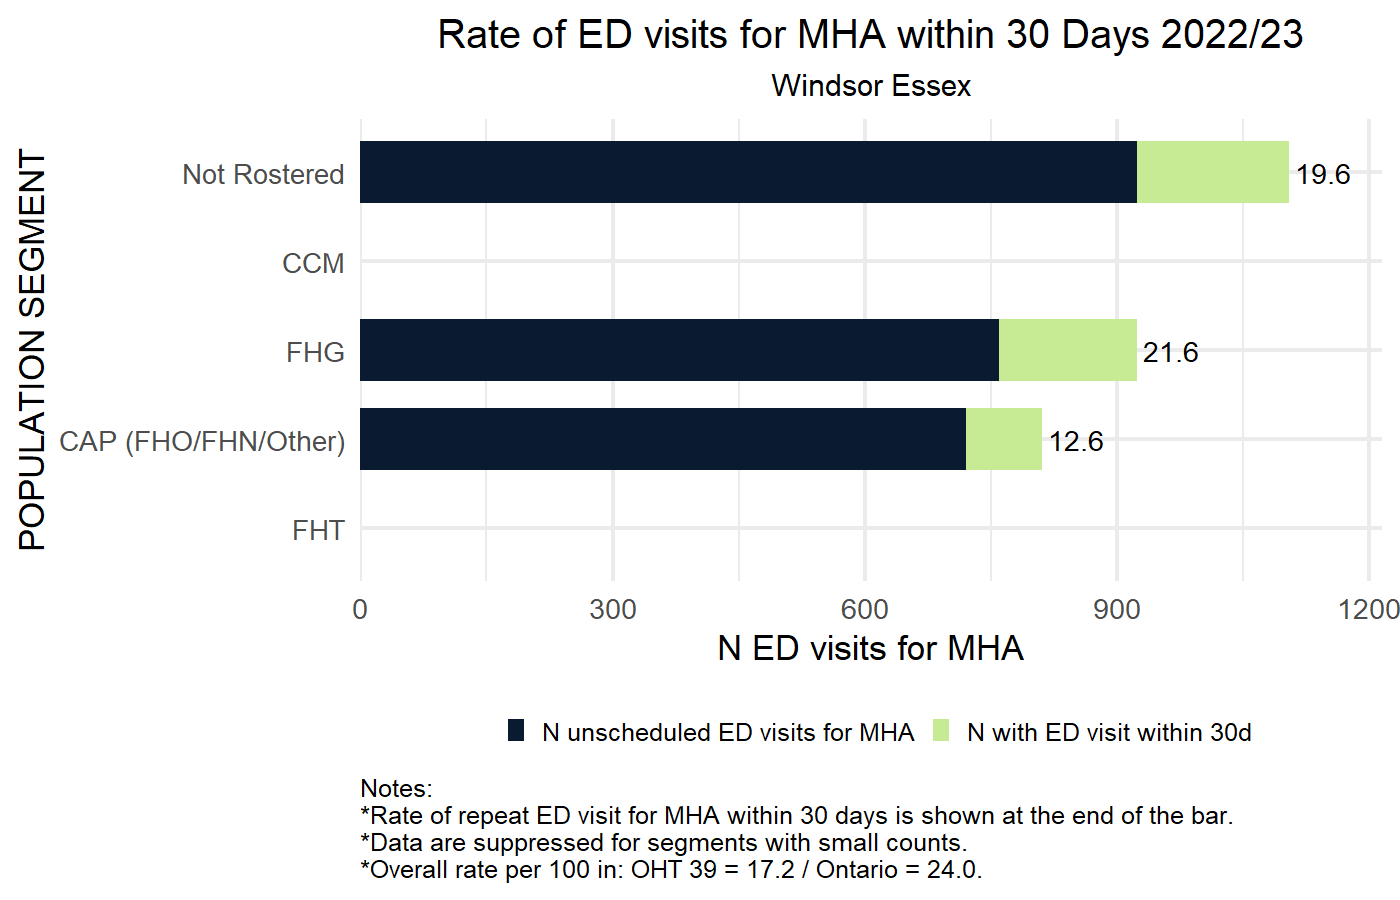 Rate of ED visits for MHA within 30 Days 2022/23
Windsor Essex
POPULATION SEGMENT
Not Rostered
19.6
CCM
FHG
21.6
CAP (FHO/FHN/Other)
12.6
FHT
0
300
600
900
1200
N ED visits for MHA
N unscheduled ED visits for MHA
N with ED visit within 30d
Notes:
*Rate of repeat ED visit for MHA within 30 days is shown at the end of the bar.
*Data are suppressed for segments with small counts.
*Overall rate per 100 in: OHT 39 = 17.2 / Ontario = 24.0.